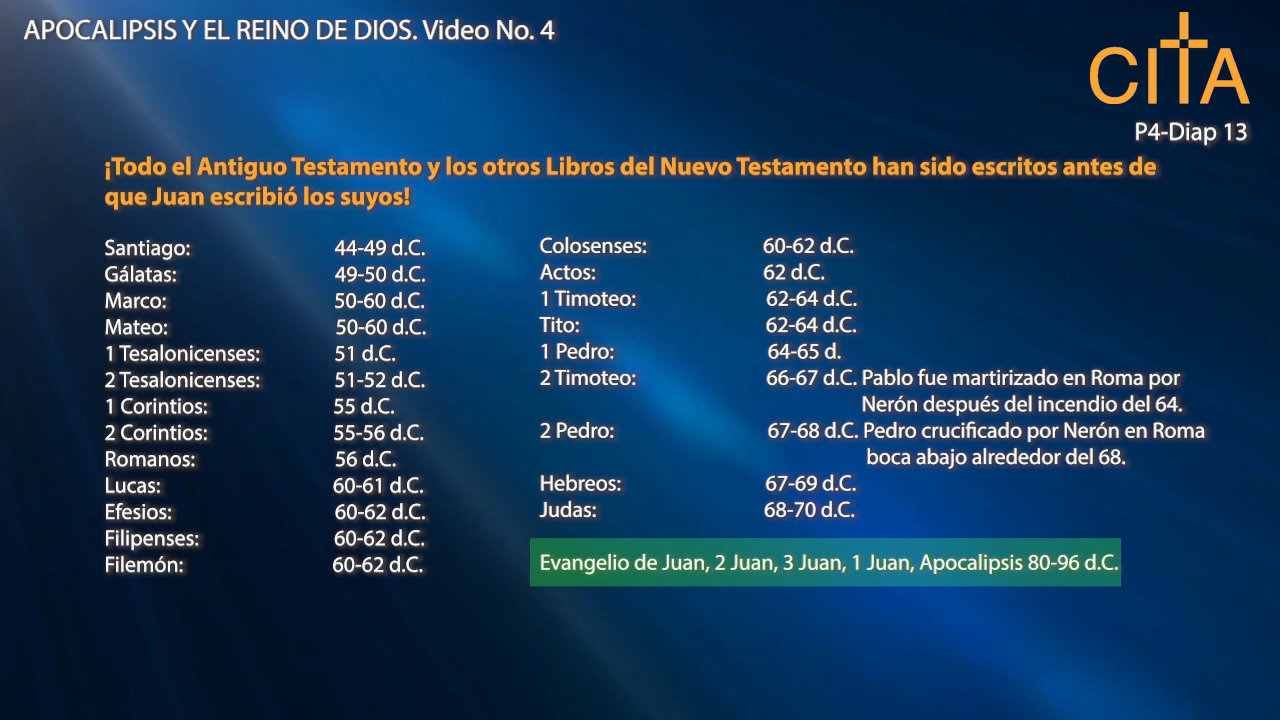 APOCALIPSIS Y EL REINO DE DIOS. Video No. 4
CITA
P4-Diap 13
¡Todo el Antiguo Testamento y los otros Libros del Nuevo Testamento han sido escritos antes de
que Juan escribió los suyos!
Santiago: 44-49 d.C.
Gálatas: 49-50 d.C.
Marco: 50-60 d.C.
Mateo: 50-60 d.C.
1 Tesalonicenses: 51 d.C.
2 Tesalonicenses: 51-52 d.C.
1 Corintios: 55 d.C.
2 Corintios: 55-56 d.C.
Romanos: 56 d.C.
Lucas: 60-61 d.C.
Efesios: 60-62 d.C.
Filipenses: 60-62 d.C.
Filemón: 60-62 d.C.
Colosenses: 60-62 d.C.
Actos: 62 d.C.
1 Timoteo: 62-64 d.C.
Tito: 62-64 d.C.
1 Pedro: 64-65 d.
2 Timoteo: 66-67 d.C. Pablo fue martirizado en Roma por
Nerón después del incendio del 64.
2 Pedro: 67-68 d.C. Pedro crucificado por Nerón en Roma
boca abajo alrededor del 68.
Hebreos: 67-69 d.C.
Judas: 68-70 d.C.
Evangelio de Juan, 2 Juan, 3 Juan, 1 Juan, Apocalipsis 80-96 d.C.